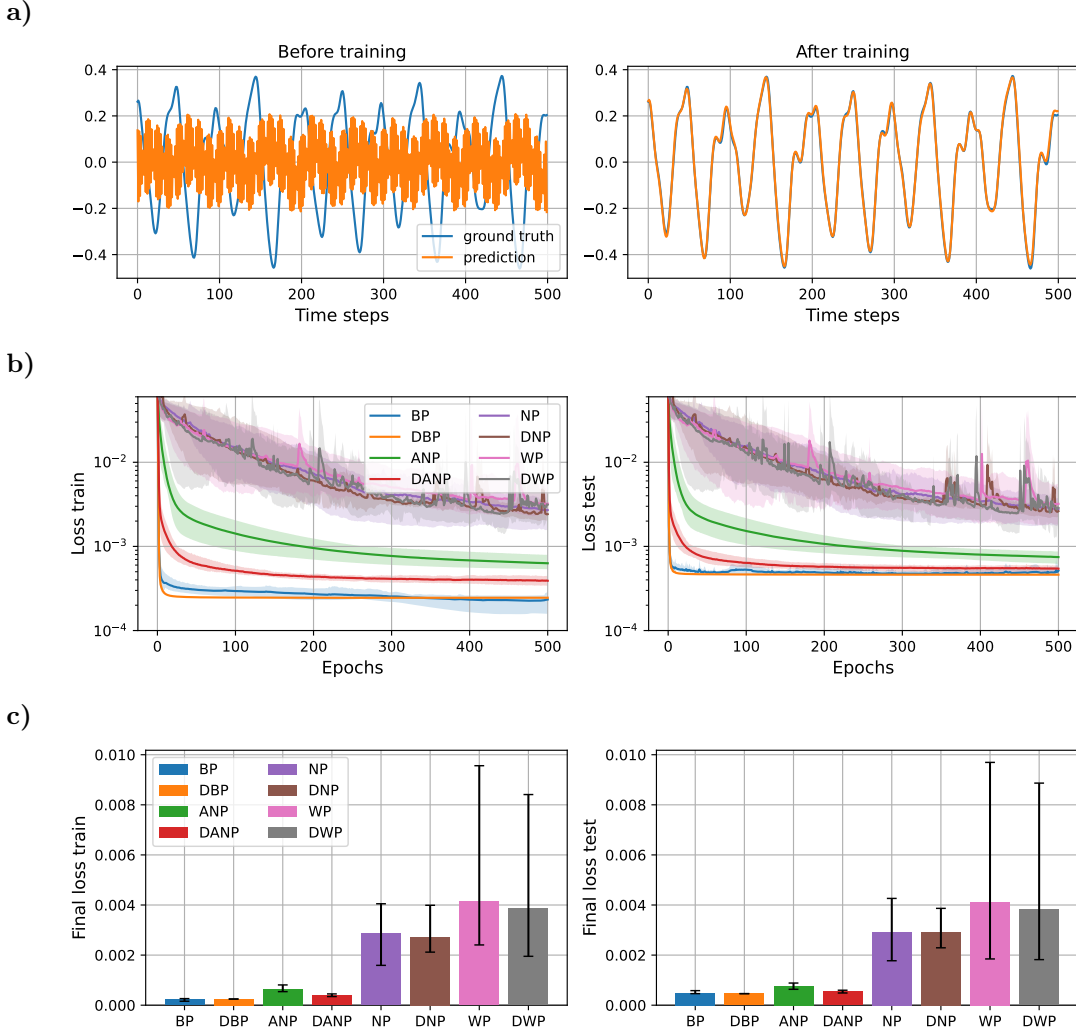 a)
Before training
After training
0.4
0.2
0.0
−0.2
−0.4
ground truth
prediction
0 100 200 300 400 500
Time steps
0.4
0.2
0.0
−0.2
−0.4
0 100 200 300 400 500
Time steps
b)
Loss train
10⁻²
10⁻³
10⁻⁴
BP NP
DBP DNP
ANP WP
DANP DWP
0 100 200 300 400 500
Epochs
Loss test
10⁻²
10⁻³
10⁻⁴
0 100 200 300 400 500
Epochs
c)
Final loss train
0.010
0.008
0.006
0.004
0.002
0.000
BP NP
DBP DNP
ANP WP
DANP DWP
BP DBP ANP DANP NP DNP WP DWP
Final loss test
0.010
0.008
0.006
0.004
0.002
0.000
BP DBP ANP DANP NP DNP WP DWP